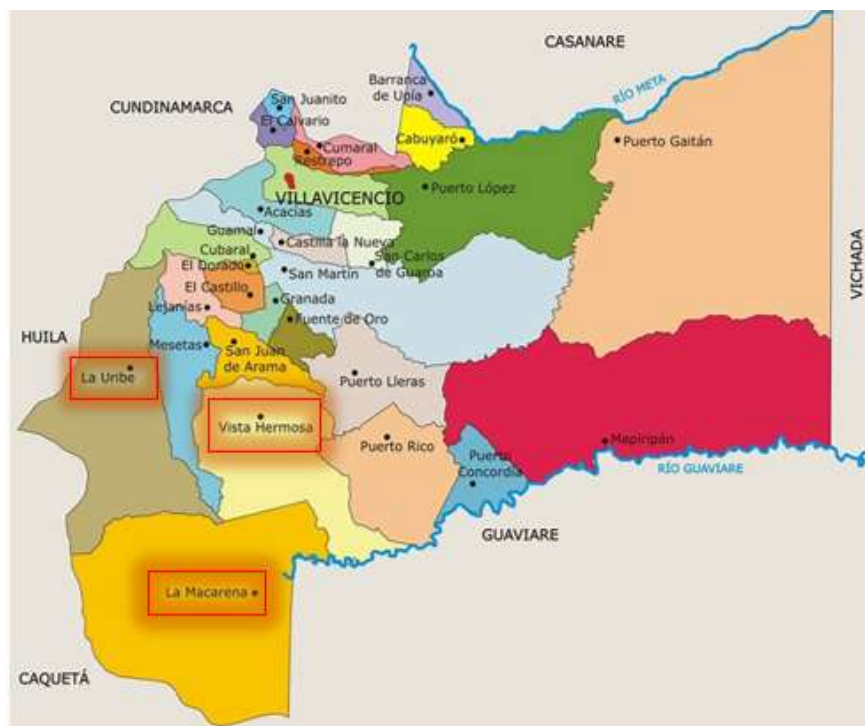 CASANARE
RÍO META
Barranca
de Upía
San Juanito
CUNDINAMARCA
El Calvario
Cumaral
Cabuyaró
Puerto Gaitán
Restrepo
Puerto López
VILLAVICENCIO
Acacias
Guamal
Castilla la Nueva
Cubaral
San Carlos
de Guaroa
El Dorado
San Martín
VICHADA
El Castillo
Granada
Lejanías
Fuente de Oro
HUILA
Mesetas
San Juan
de Arama
La Uribe
Puerto Lleras
Vista Hermosa
Puerto Rico
Mapiripán
Puerto
Concordia
RÍO GUAVIARE
GUAVIARE
La Macarena
CAQUETÁ